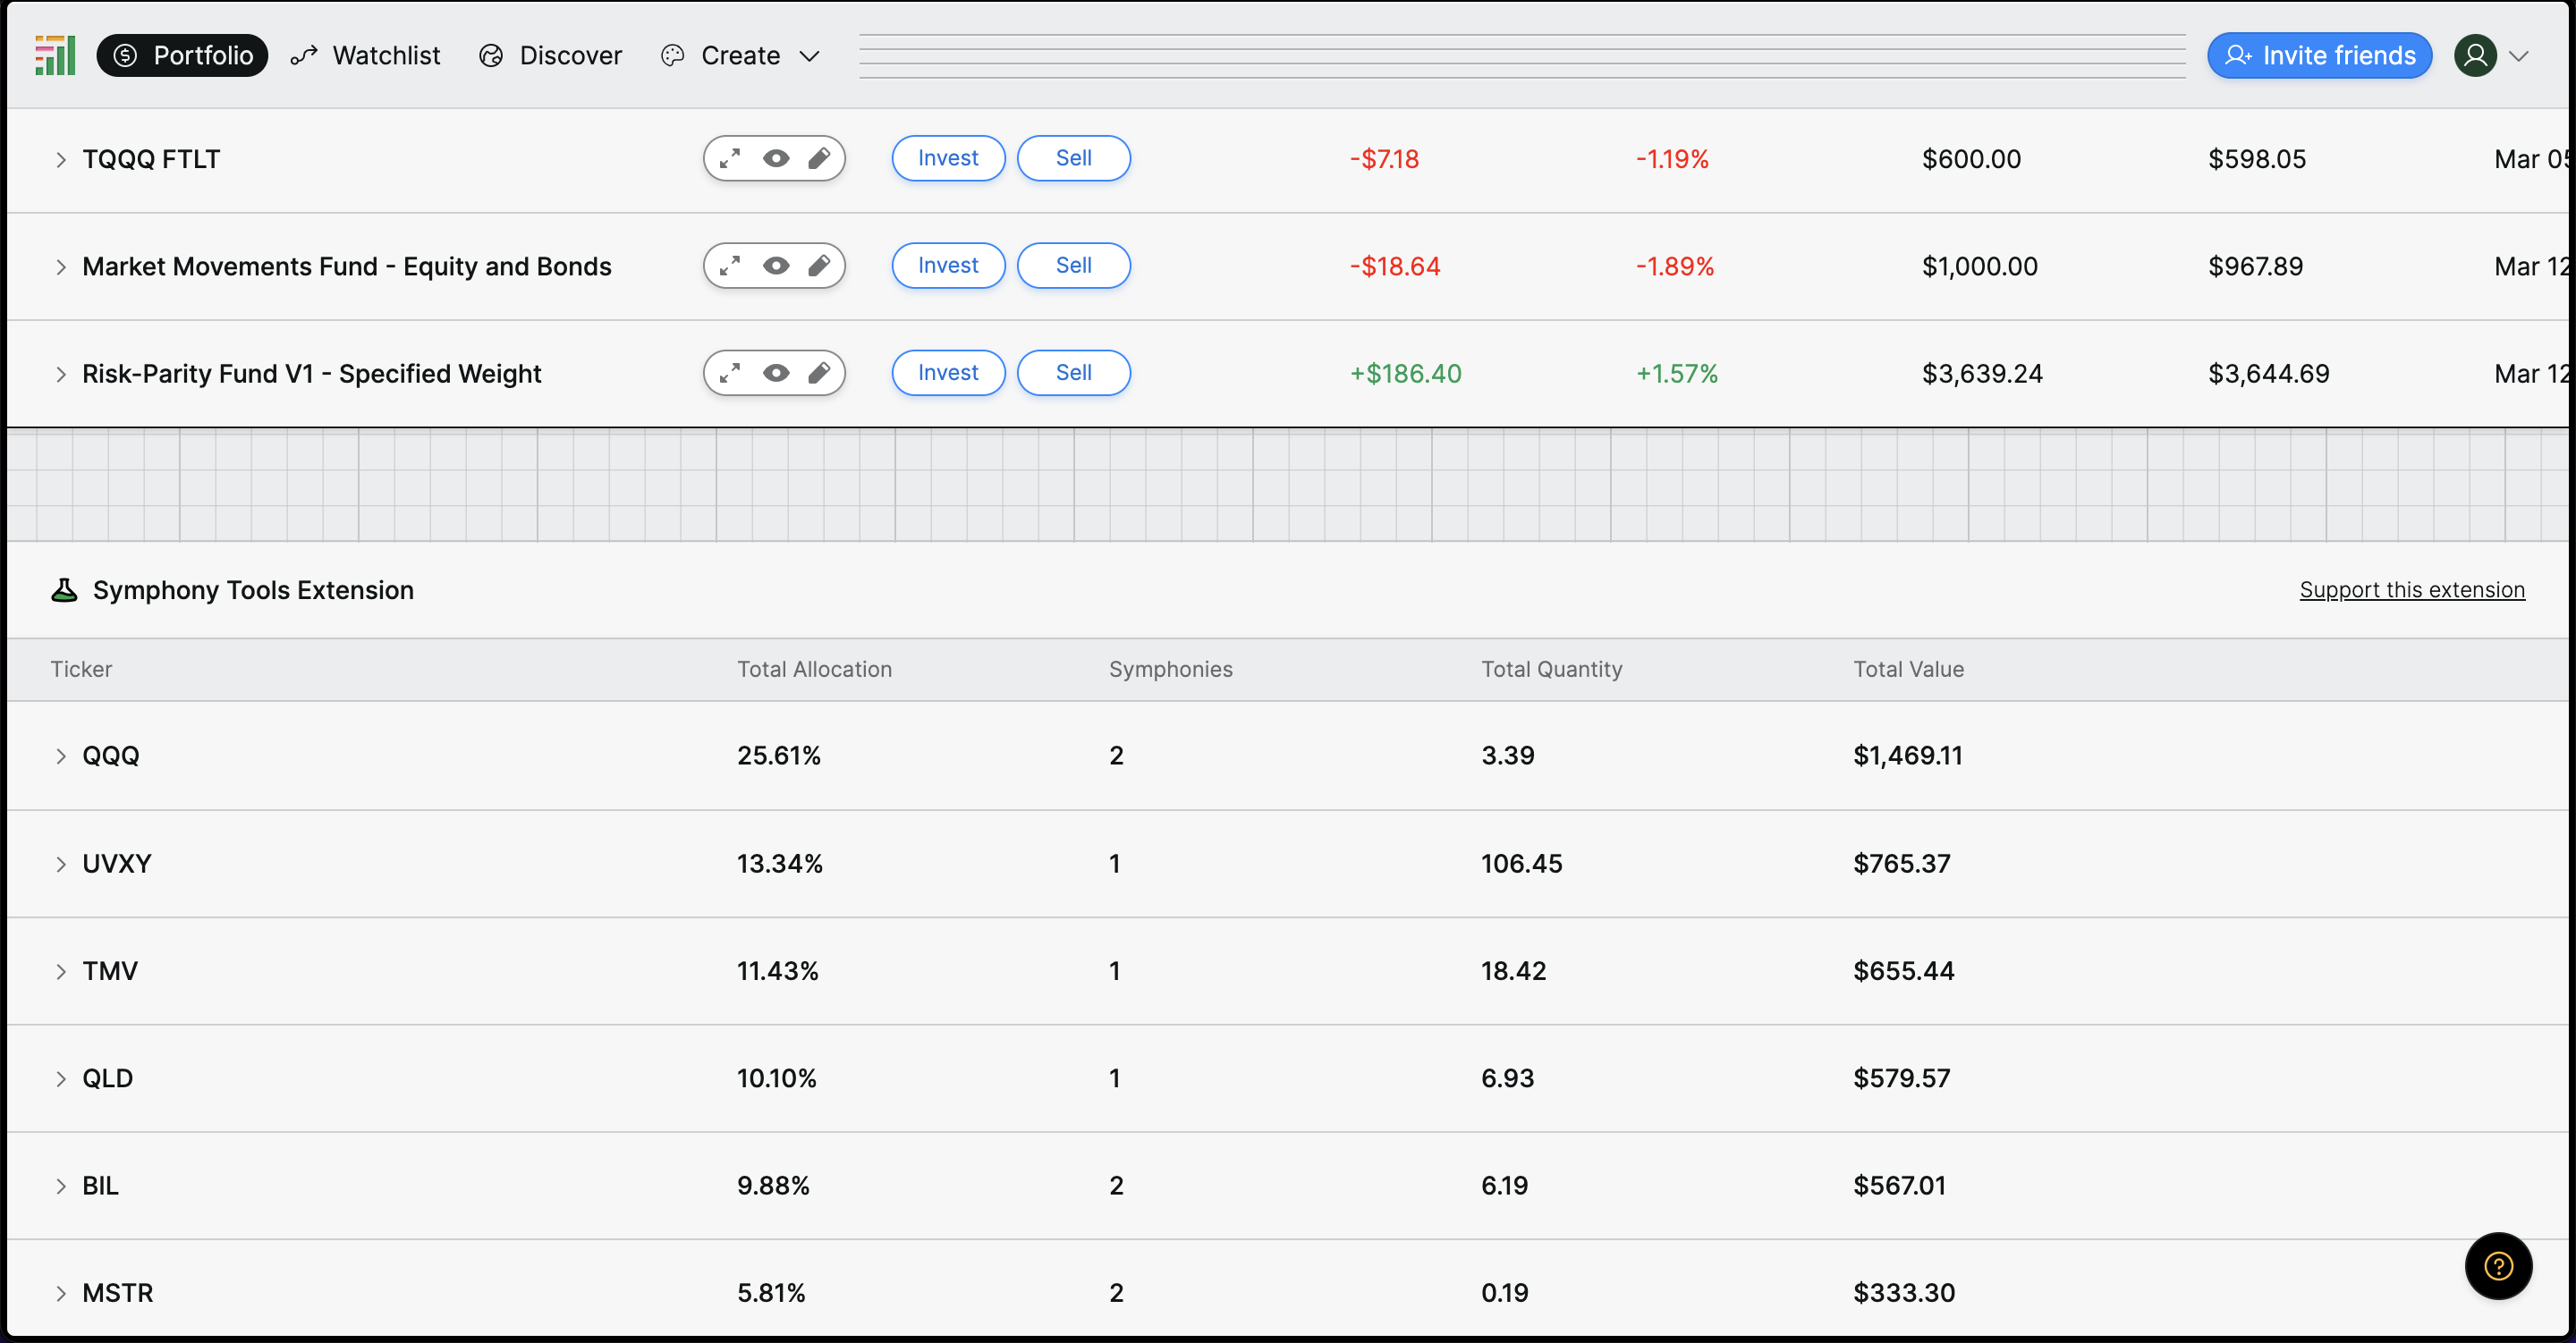 Portfolio Watchlist Discover Create Invite friends
TQQQ FTLT Invest Sell -$7.18 -1.19% $600.00 $598.05 Mar 05
Market Movements Fund - Equity and Bonds Invest Sell -$18.64 -1.89% $1,000.00 $967.89 Mar 12
Risk-Parity Fund V1 - Specified Weight Invest Sell +$186.40 +1.57% $3,639.24 $3,644.69 Mar 12
Symphony Tools Extension Support this extension
Ticker Total Allocation Symphonies Total Quantity Total Value
QQQ 25.61% 2 3.39 $1,469.11
UVXY 13.34% 1 106.45 $765.37
TMV 11.43% 1 18.42 $655.44
QLD 10.10% 1 6.93 $579.57
BIL 9.88% 2 6.19 $567.01
MSTR 5.81% 2 0.19 $333.30